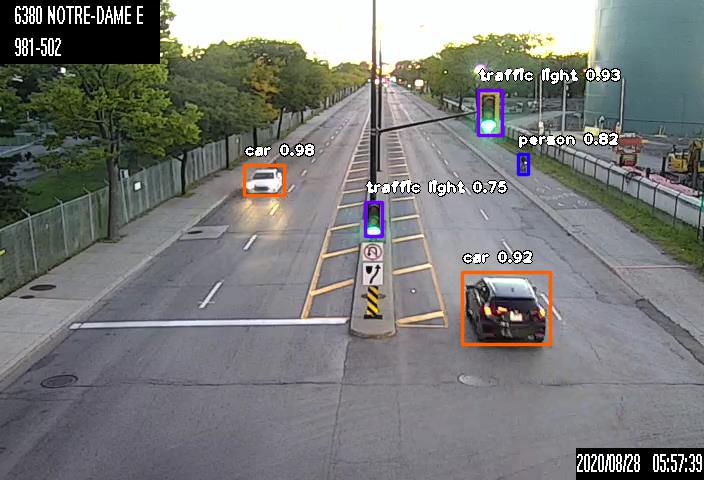 6380 NOTRE-DAME E
981-502
traffic light 0.93
person 0.82
car 0.98
traffic light 0.75
car 0.92
2020/08/28 05:57:39